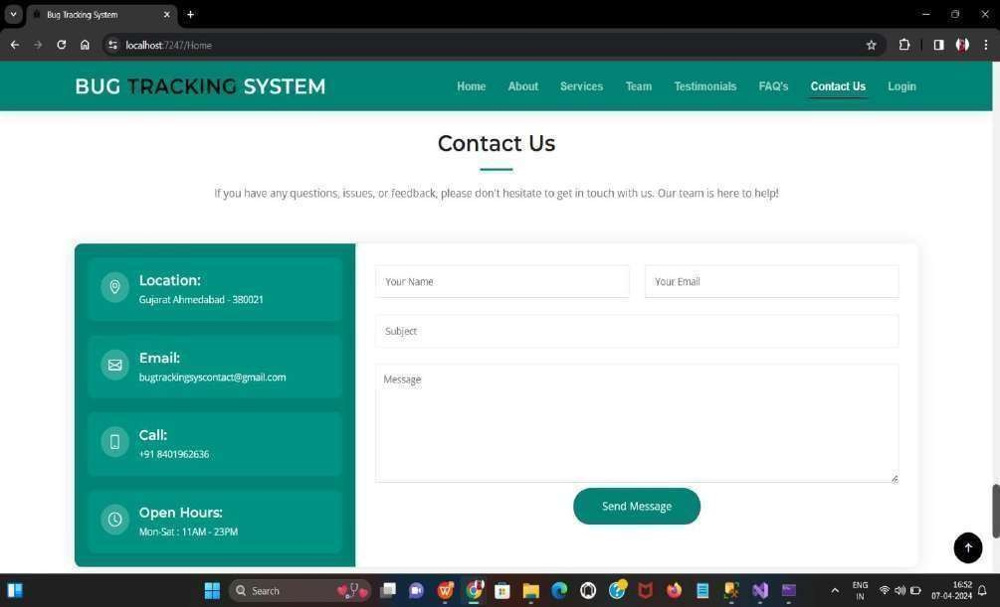 Bug Tracking System
localhost:7247/Home
BUG TRACKING SYSTEM
Home About Services Team Testimonials FAQ's Contact Us Login
Contact Us
If you have any questions, issues, or feedback, please don't hesitate to get in touch with us. Our team is here to help!
Location:
Gujarat Ahmedabad - 380021
Email:
bugtrackingsyscontact@gmail.com
Call:
+91 8401962636
Open Hours:
Mon-Sat : 11AM - 23PM
Your Name
Your Email
Subject
Message
Send Message
Search
ENG
IN
16:52
07-04-2024